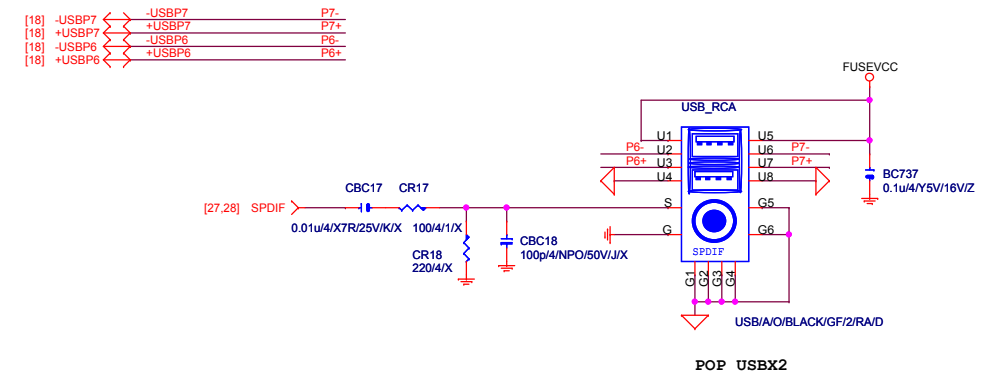 [18] -USBP7 -USBP7 P7-
[18] +USBP7 +USBP7 P7+
[18] -USBP6 -USBP6 P6-
[18] +USBP6 +USBP6 P6+
FUSEVCC
USB_RCA
U1 U5
P6- U2 U6 P7-
P6+ U3 U7 P7+
U4 U8
BC737
0.1u/4/Y5V/16V/Z
CBC17 CR17
[27,28] SPDIF
0.01u/4/X7R/25V/K/X 100/4/1/X
S G5
G G6
CR18
220/4/X
CBC18
100p/4/NPO/50V/J/X
SPDIF
G1 G2 G3 G4
USB/A/O/BLACK/GF/2/RA/D
POP USBX2